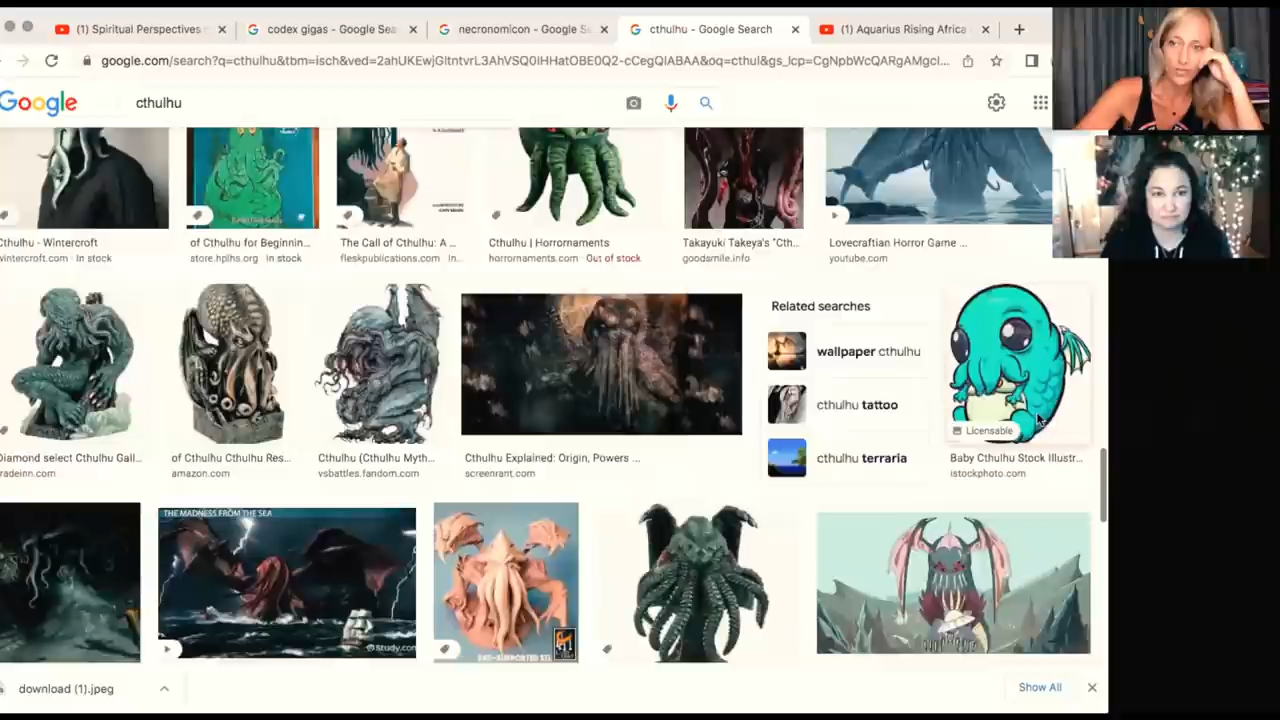 (1) Spiritual Perspectives
codex gigas - Google Sea
necronomicon - Google Se
cthulhu - Google Search
(1) Aquarius Rising Africa
google.com/search?q=cthulhu&tbm=isch&ved=2ahUKEwjGltntvrL3AhVSQ0IHHatOBE0Q2-cCegQIABAA&oq=cthul&gs_lcp=CgNpbWcQARgAMgcI...
Google
cthulhu
Cthulhu - Wintercroft
wintercroft.com · In stock
of Cthulhu for Beginnin...
store.hplhs.org · In stock
The Call of Cthulhu: A ...
fleskpublications.com · In...
Cthulhu | Horrornaments
horrornaments.com · Out of stock
Takayuki Takeya's "Cth...
goodsmile.info
Lovecraftian Horror Game ...
youtube.com
Related searches
wallpaper cthulhu
cthulhu tattoo
cthulhu terraria
Licensable
Diamond select Cthulhu Gall...
radeinn.com
of Cthulhu Cthulhu Res...
amazon.com
Cthulhu (Cthulhu Myth...
vsbattles.fandom.com
Cthulhu Explained: Origin, Powers ...
screenrant.com
Baby Cthulhu Stock Illustr...
istockphoto.com
THE MADNESS FROM THE SEA
Study.com
download (1).jpeg
Show All